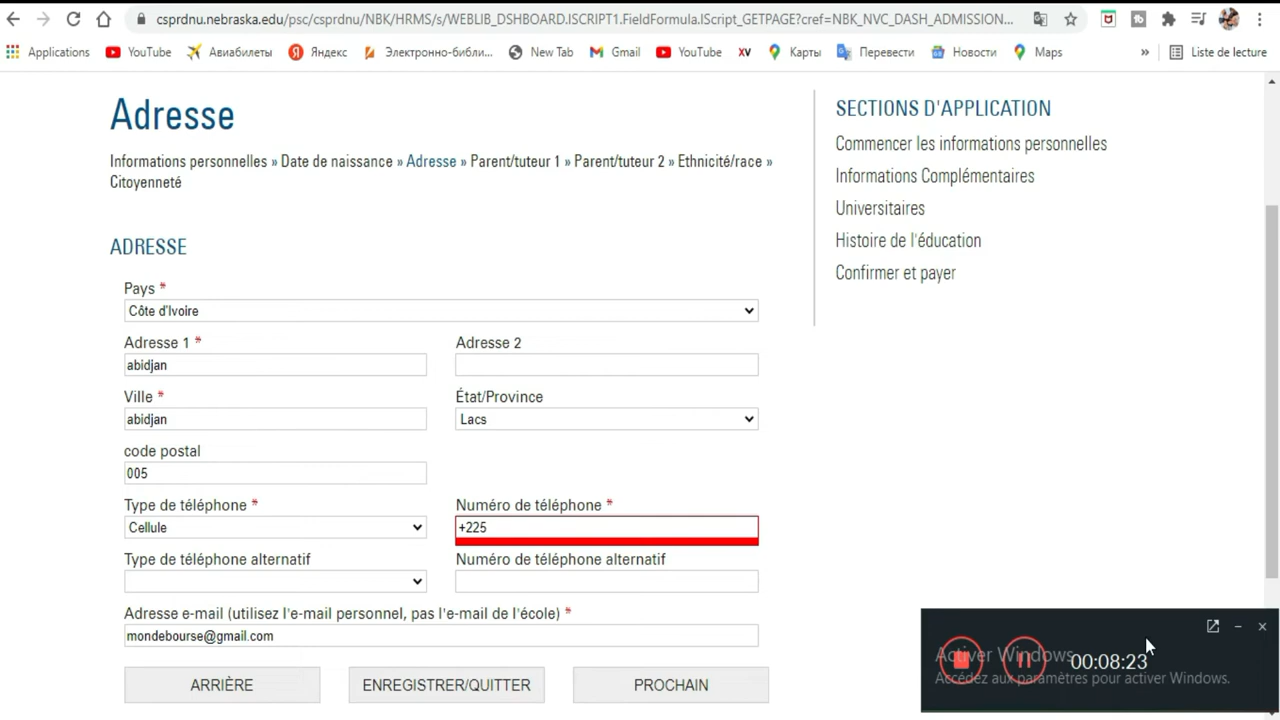 csprdnu.nebraska.edu/psc/csprdnu/NBK/HRMS/s/WEBLIB_DSHBOARD.ISCRIPT1.FieldFormula.IScript_GETPAGE?cref=NBK_NVC_DASH_ADMISSION...
Applications YouTube Авиабилеты Яндекс Электронно-библи... New Tab Gmail YouTube XV Карты Перевести Новости Maps » Liste de lecture
Adresse
SECTIONS D'APPLICATION
Commencer les informations personnelles
Informations Complémentaires
Universitaires
Histoire de l'éducation
Confirmer et payer
Informations personnelles » Date de naissance » Adresse » Parent/tuteur 1 » Parent/tuteur 2 » Ethnicité/race »
Citoyenneté
ADRESSE
Pays *
Côte d'Ivoire
Adresse 1 * Adresse 2
abidjan
Ville * État/Province
abidjan Lacs
code postal
005
Type de téléphone * Numéro de téléphone *
Cellule +225
Type de téléphone alternatif Numéro de téléphone alternatif
Adresse e-mail (utilisez l'e-mail personnel, pas l'e-mail de l'école) *
mondebourse@gmail.com
ARRIÈRE ENREGISTRER/QUITTER PROCHAIN
Activer Windows
00:08:23
Accédez aux paramètres pour activer Windows.